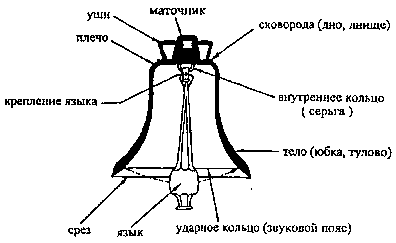 уши
маточник
плечо
сковорода (дно, днище)
крепление языка
внутреннее кольцо
( серьга )
тело (юбка, тулово)
срез
язык
ударное кольцо (звуковой пояс)